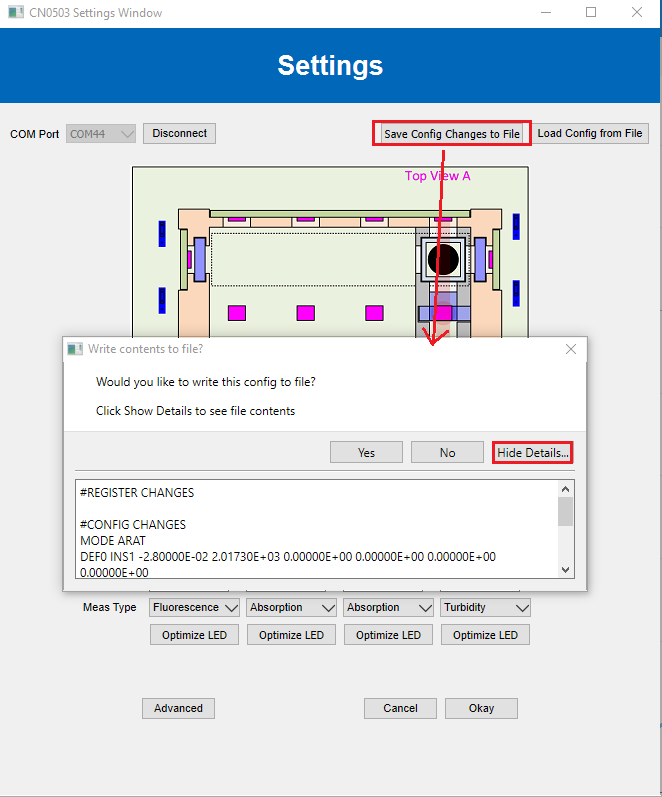 CN0503 Settings Window
Settings
COM Port COM44 Disconnect Save Config Changes to File Load Config from File
Top View A
Write contents to file?
Would you like to write this config to file?
Click Show Details to see file contents
Yes No Hide Details...
#REGISTER CHANGES
#CONFIG CHANGES
MODE ARAT
DEF0 INS1 -2.80000E-02 2.01730E+03 0.00000E+00 0.00000E+00 0.00000E+00
0.00000E+00
Meas Type Fluorescence Absorption Absorption Turbidity
Optimize LED Optimize LED Optimize LED Optimize LED
Advanced Cancel Okay